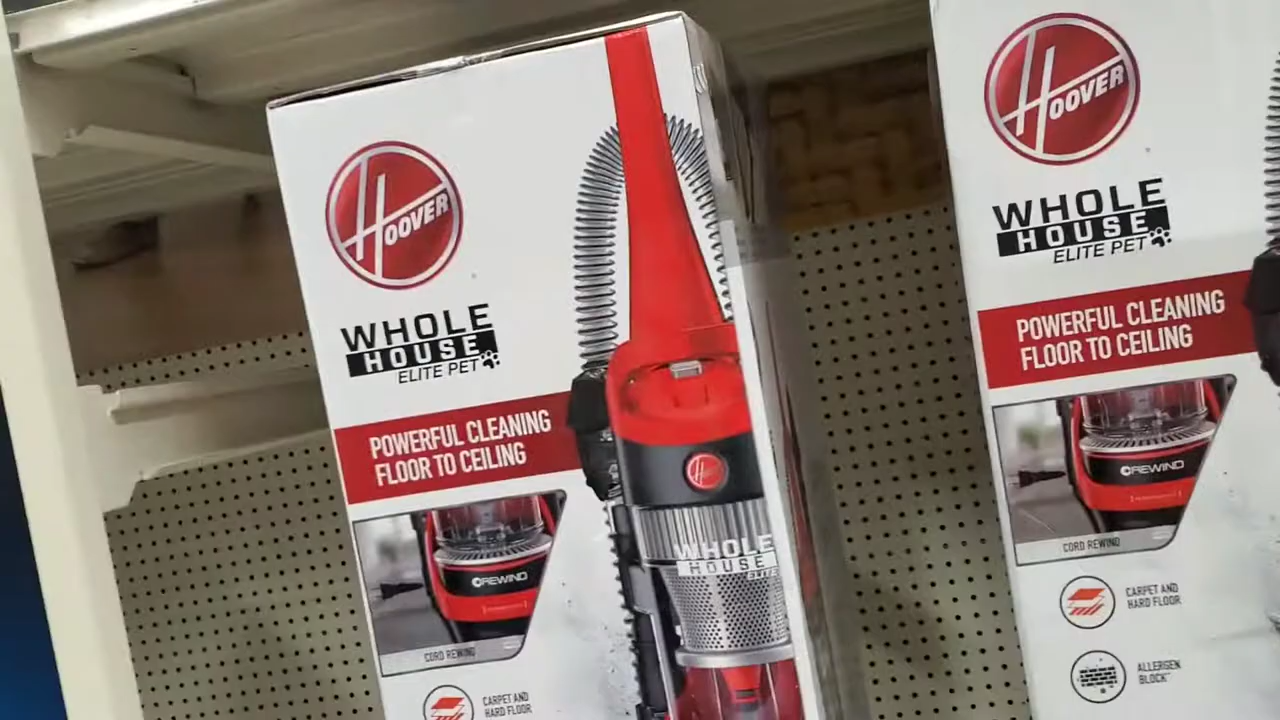 HOOVER
WHOLE
HOUSE
ELITE PET
POWERFUL CLEANING
FLOOR TO CEILING
REWIND
CORD REWIND
CARPET AND
HARD FLOOR
WHOLE
HOUSE
HOOVER
WHOLE
HOUSE
ELITE PET
POWERFUL CLEANING
FLOOR TO CEILING
REWIND
CORD REWIND
CARPET AND
HARD FLOOR
ALLERGEN
BLOCK™